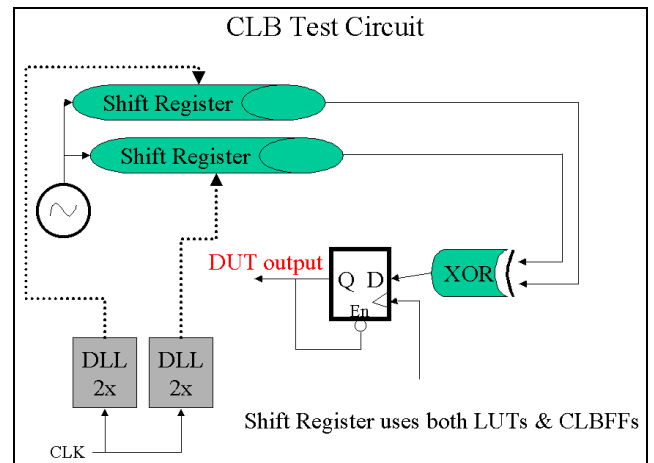 CLB Test Circuit
Shift Register
Shift Register
DUT output
Q D
En
XOR
DLL
2x
DLL
2x
Shift Register uses both LUTs & CLBFFs
CLK